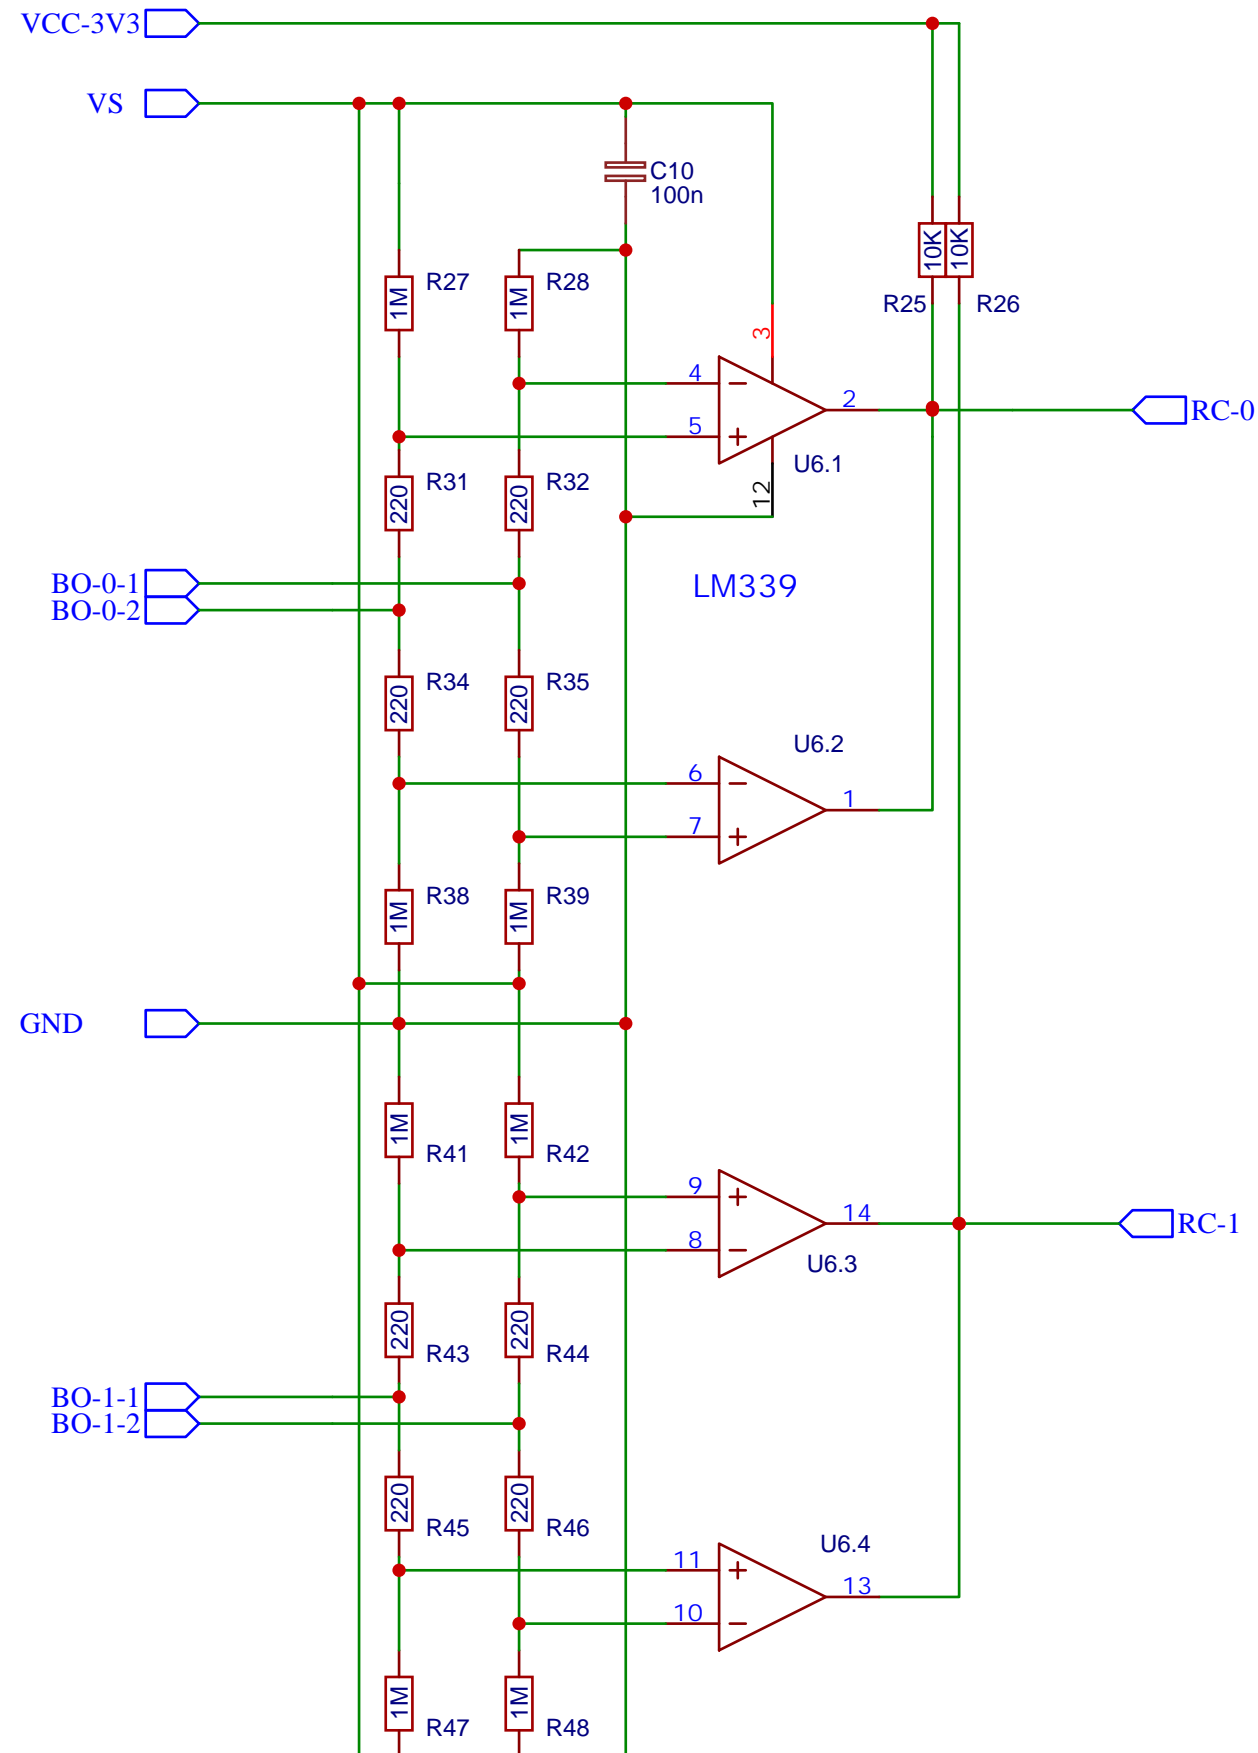 VCC-3V3
VS
C10
100n
10K
10K
R25
R26
1M
R27
1M
R28
3
4
5
2
RC-0
U6.1
12
220
R31
220
R32
LM339
BO-0-1
BO-0-2
220
R34
220
R35
U6.2
6
7
1
1M
R38
1M
R39
GND
1M
R41
1M
R42
9
8
14
RC-1
U6.3
220
R43
220
R44
BO-1-1
BO-1-2
220
R45
220
R46
U6.4
11
10
13
1M
R47
1M
R48